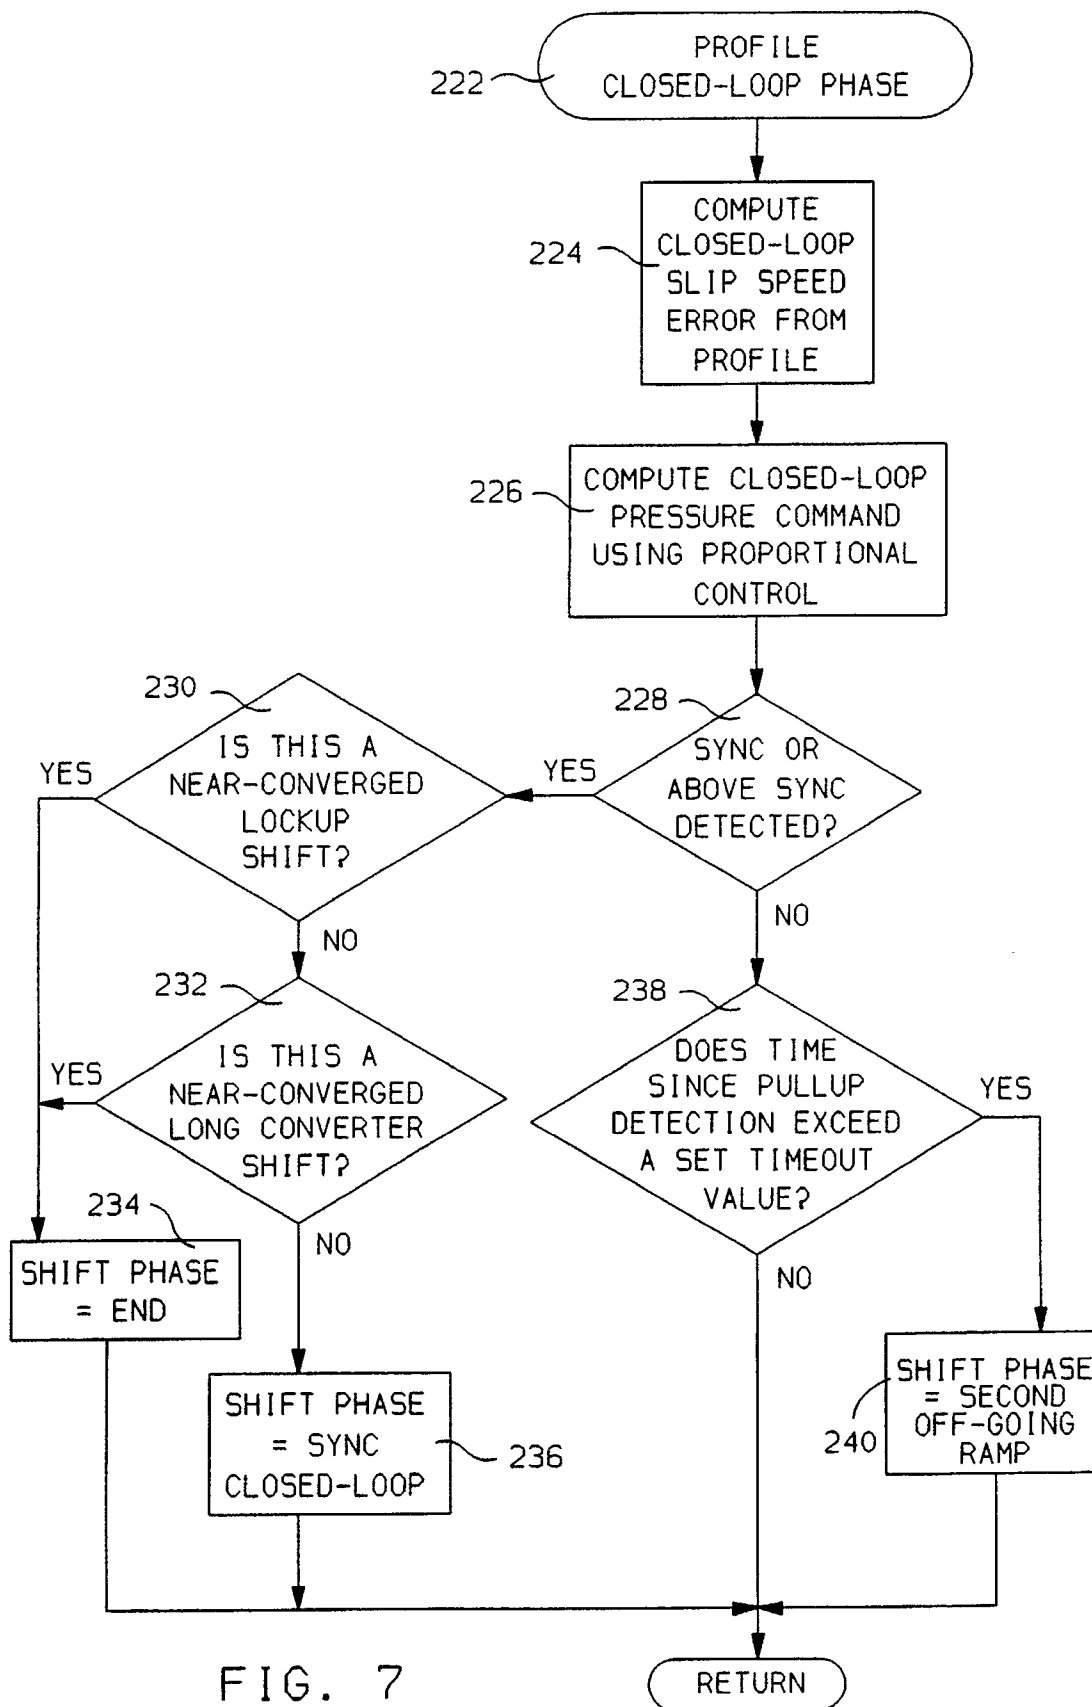 PROFILE
CLOSED-LOOP PHASE
222
COMPUTE
CLOSED-LOOP
SLIP SPEED
ERROR FROM
PROFILE
224
COMPUTE CLOSED-LOOP
PRESSURE COMMAND
USING PROPORTIONAL
CONTROL
226
228
SYNC OR
ABOVE SYNC
DETECTED?
YES
NO
230
IS THIS A
NEAR-CONVERGED
LOCKUP
SHIFT?
YES
NO
232
IS THIS A
NEAR-CONVERGED
LONG CONVERTER
SHIFT?
YES
NO
234
SHIFT PHASE
= END
SHIFT PHASE
= SYNC
CLOSED-LOOP
236
238
DOES TIME
SINCE PULLUP
DETECTION EXCEED
A SET TIMEOUT
VALUE?
YES
NO
SHIFT PHASE
= SECOND
OFF-GOING
RAMP
240
RETURN
FIG. 7